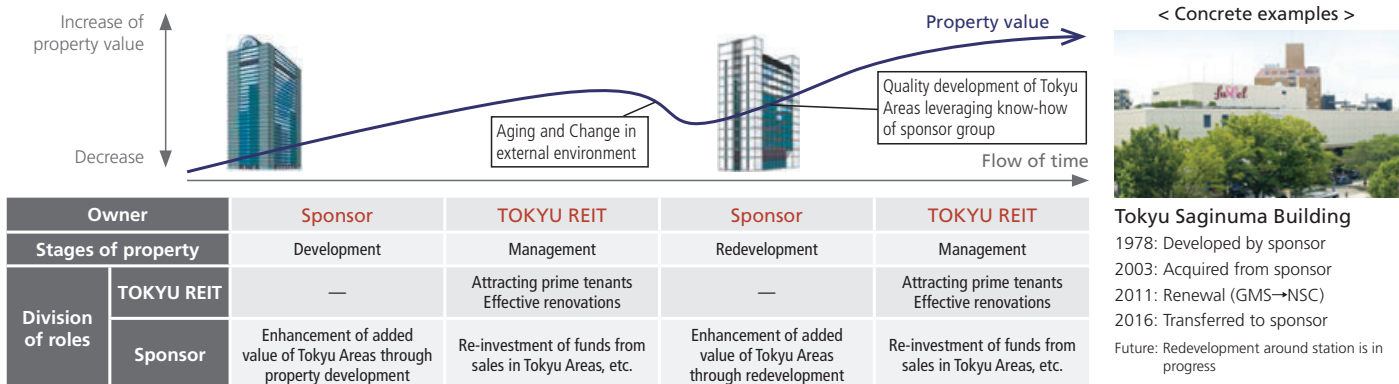 Increase of
property value
Decrease
Property value
Aging and Change in
external environment
Quality development of Tokyu
Areas leveraging know-how
of sponsor group
Flow of time
Owner
Sponsor
TOKYU REIT
Sponsor
TOKYU REIT
Stages of property
Development
Management
Redevelopment
Management
Division
of roles
TOKYU REIT
—
Attracting prime tenants
Effective renovations
—
Attracting prime tenants
Effective renovations
Sponsor
Enhancement of added
value of Tokyu Areas through
property development
Re-investment of funds from
sales in Tokyu Areas, etc.
Enhancement of added
value of Tokyu Areas
through redevelopment
Re-investment of funds from
sales in Tokyu Areas, etc.
< Concrete examples >
Tokyu Saginuma Building
1978: Developed by sponsor
2003: Acquired from sponsor
2011: Renewal (GMS→NSC)
2016: Transferred to sponsor
Future: Redevelopment around station is in
progress